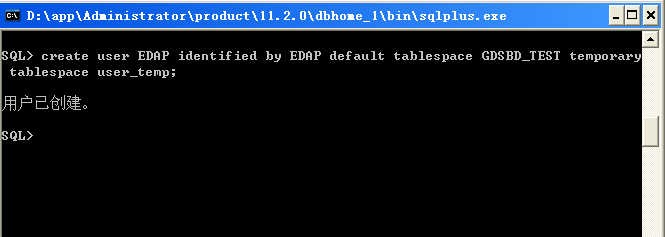 D:\app\Administrator\product\11.2.0\dbhome_1\bin\sqlplus.exe
SQL> create user EDAP identified by EDAP default tablespace GDSBD_TEST temporary
 tablespace user_temp;
用户已创建。
SQL>